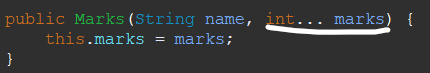 public Marks(String name, int... marks) {
this.marks = marks;
}